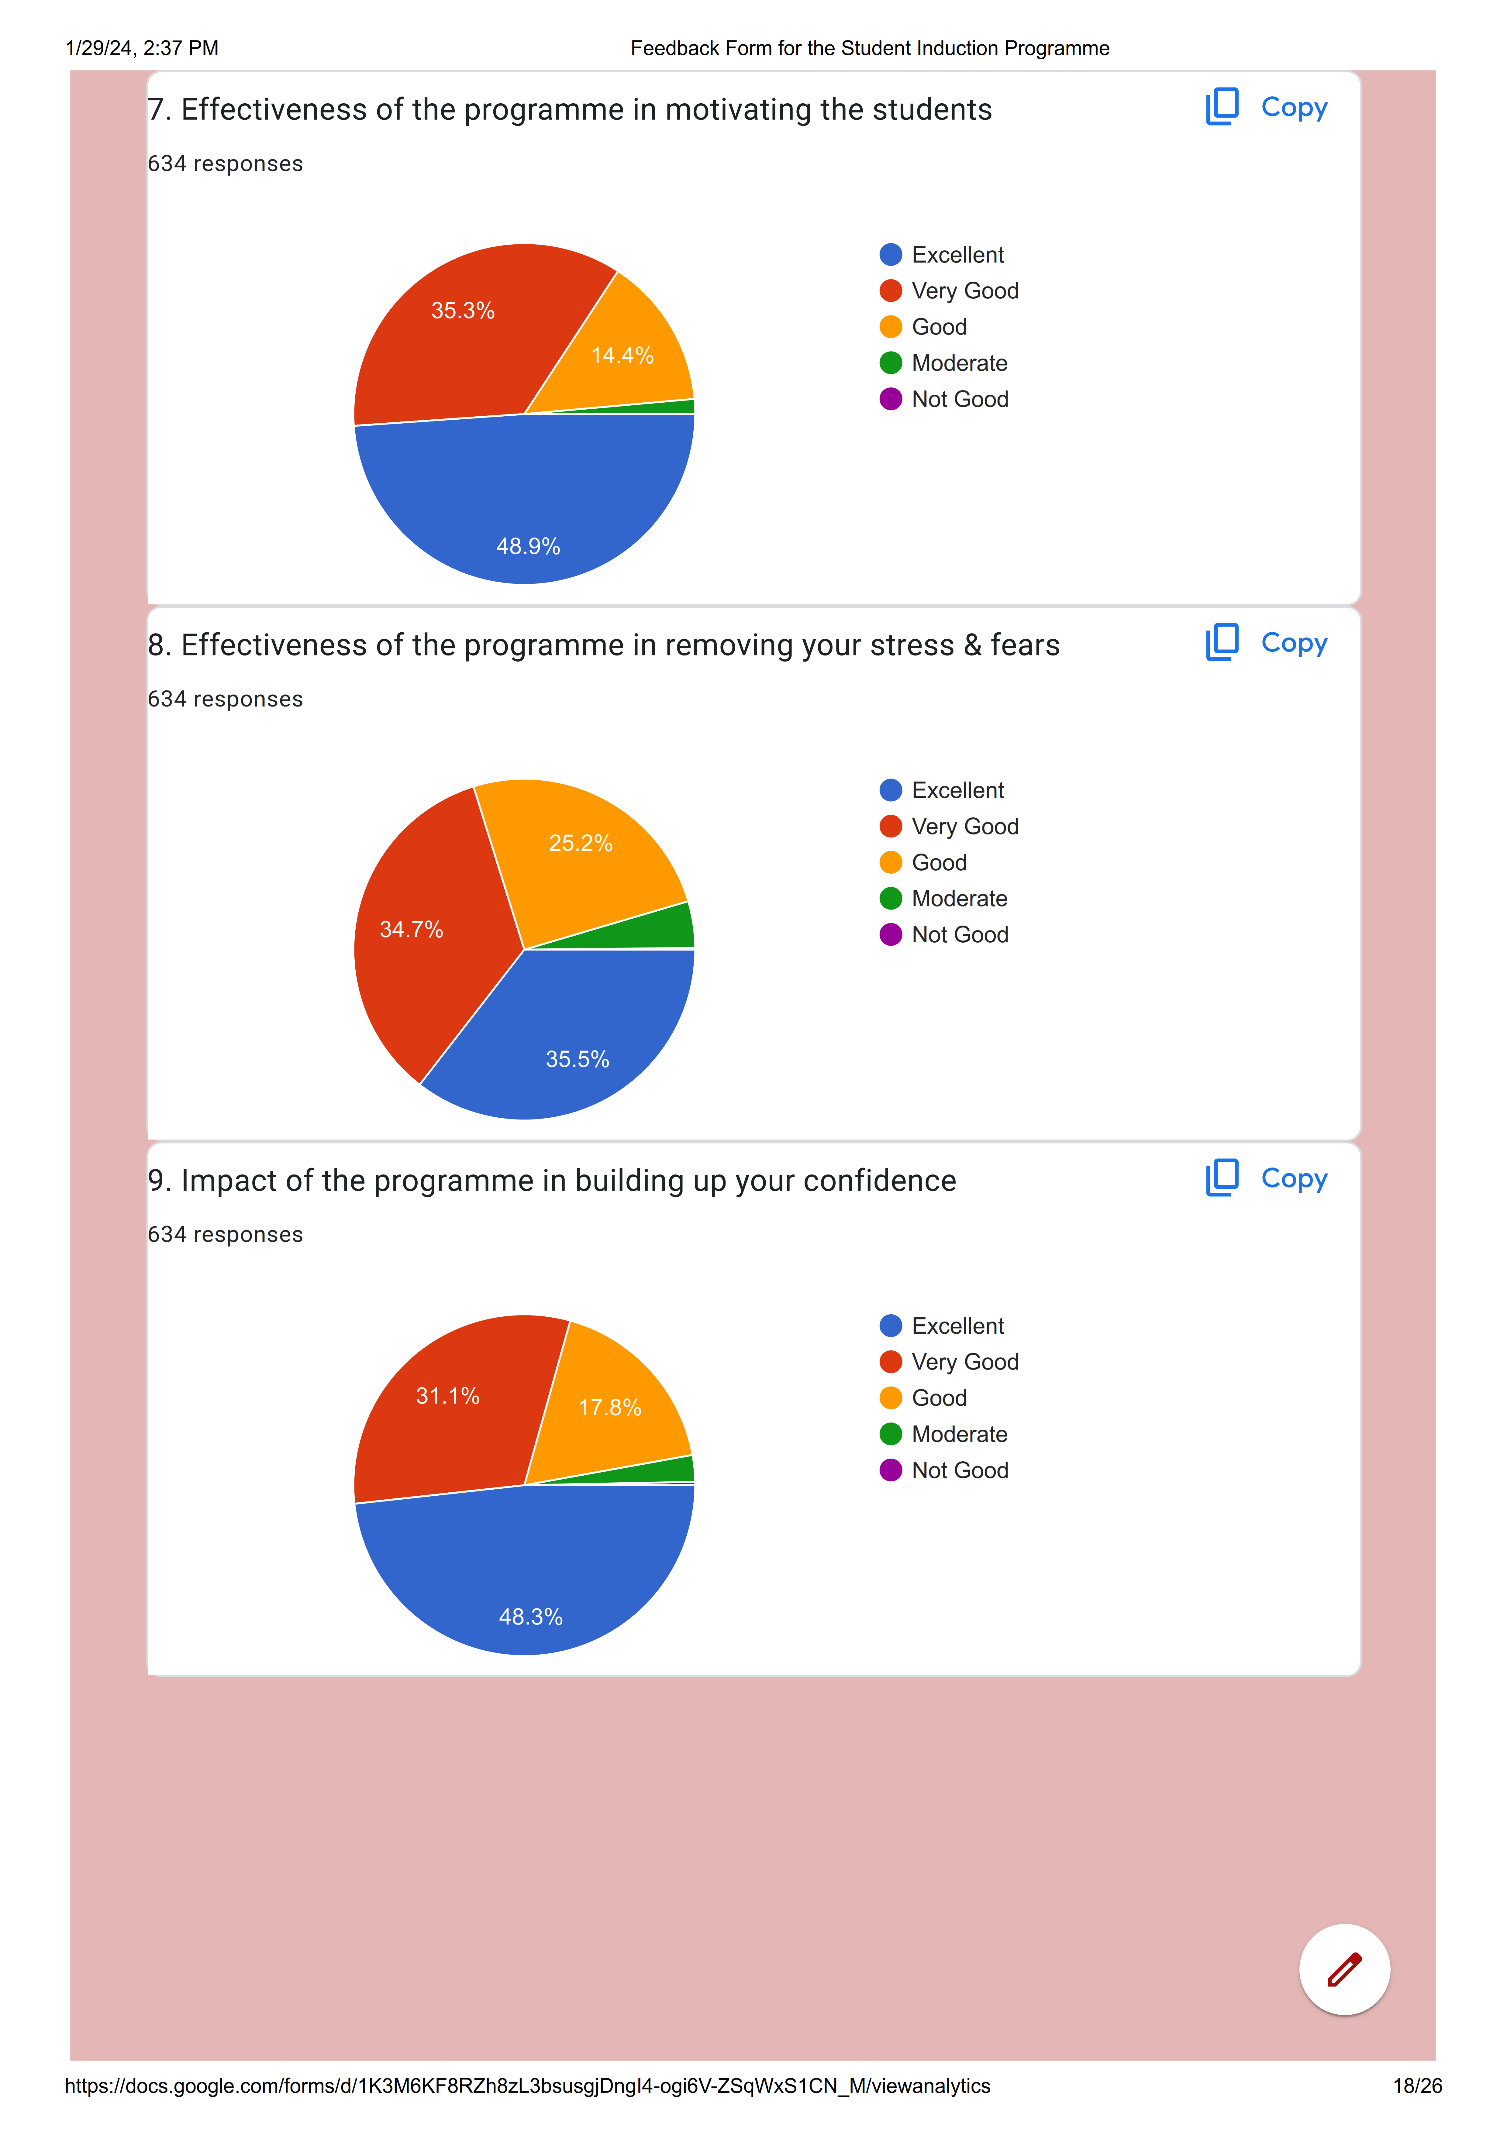 1/29/24, 2:37 PM
Feedback Form for the Student Induction Programme
7. Effectiveness of the programme in motivating the students
Copy
634 responses
35.3%
14.4%
48.9%
Excellent
Very Good
Good
Moderate
Not Good
8. Effectiveness of the programme in removing your stress & fears
Copy
634 responses
25.2%
34.7%
35.5%
Excellent
Very Good
Good
Moderate
Not Good
9. Impact of the programme in building up your confidence
Copy
634 responses
31.1%
17.8%
48.3%
Excellent
Very Good
Good
Moderate
Not Good
https://docs.google.com/forms/d/1K3M6KF8RZh8zL3bsusgjDngI4-ogi6V-ZSqWxS1CN_M/viewanalytics
18/26